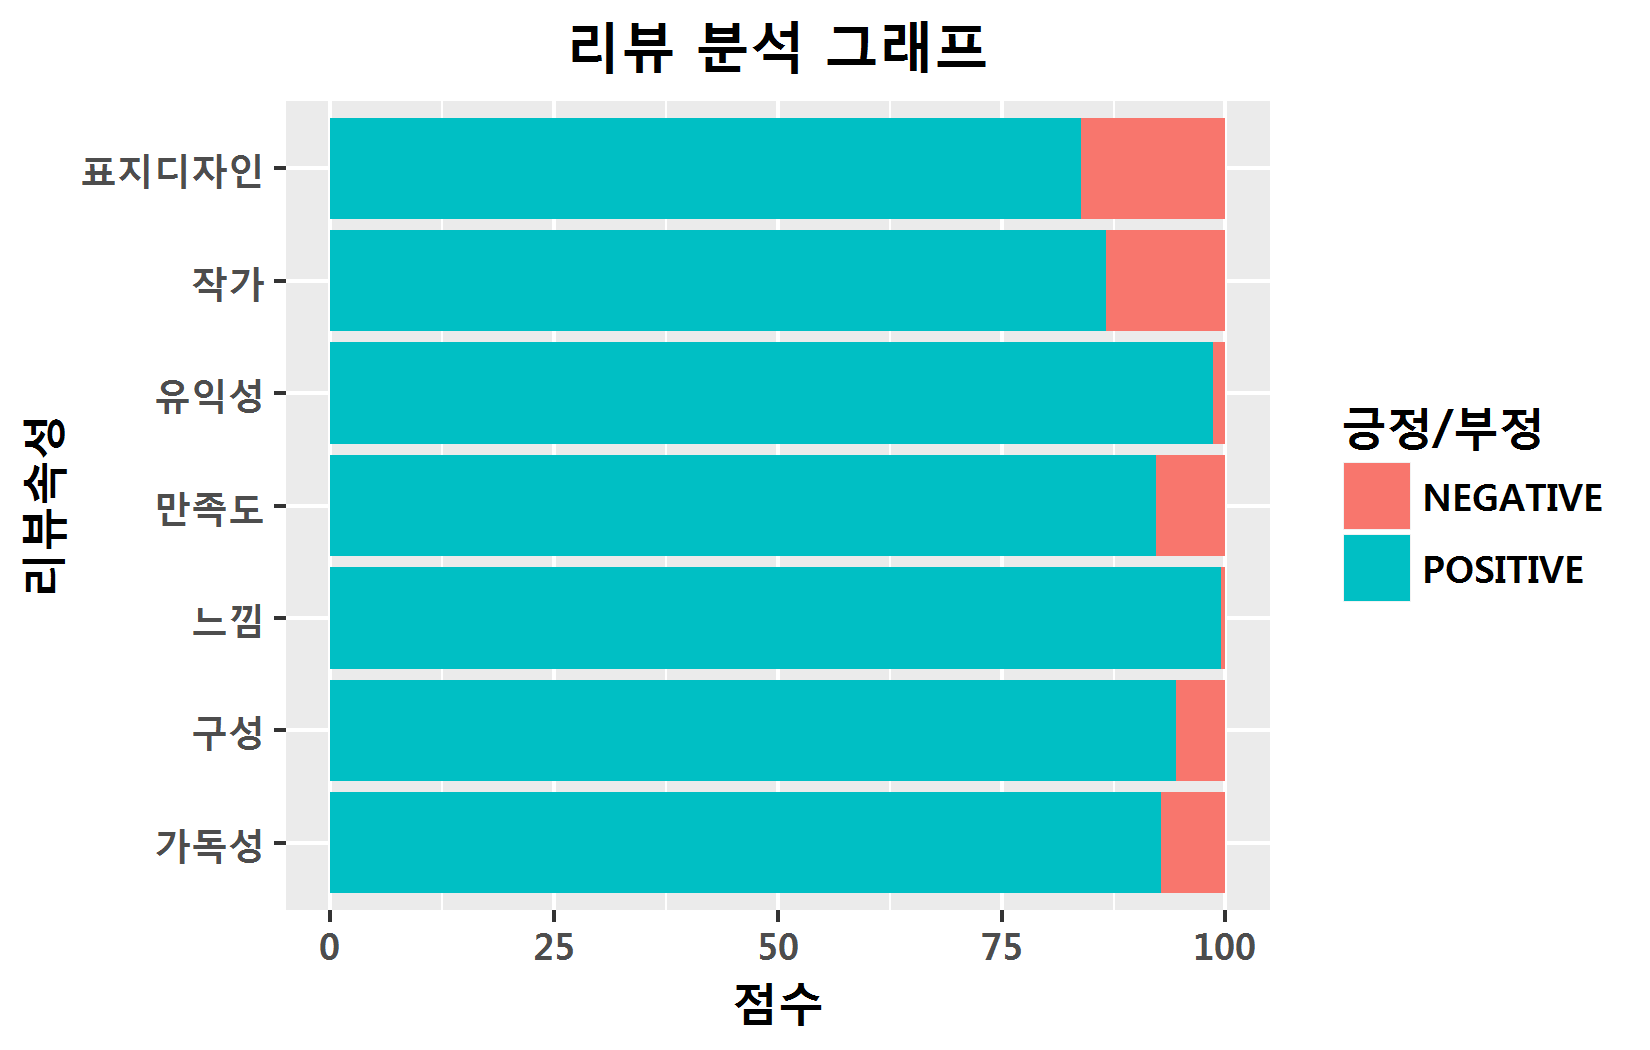 리뷰 분석 그래프
표지디자인
작가
유익성
만족도
느낌
구성
가독성
리뷰속성
0 25 50 75 100
점수
긍정/부정
NEGATIVE
POSITIVE